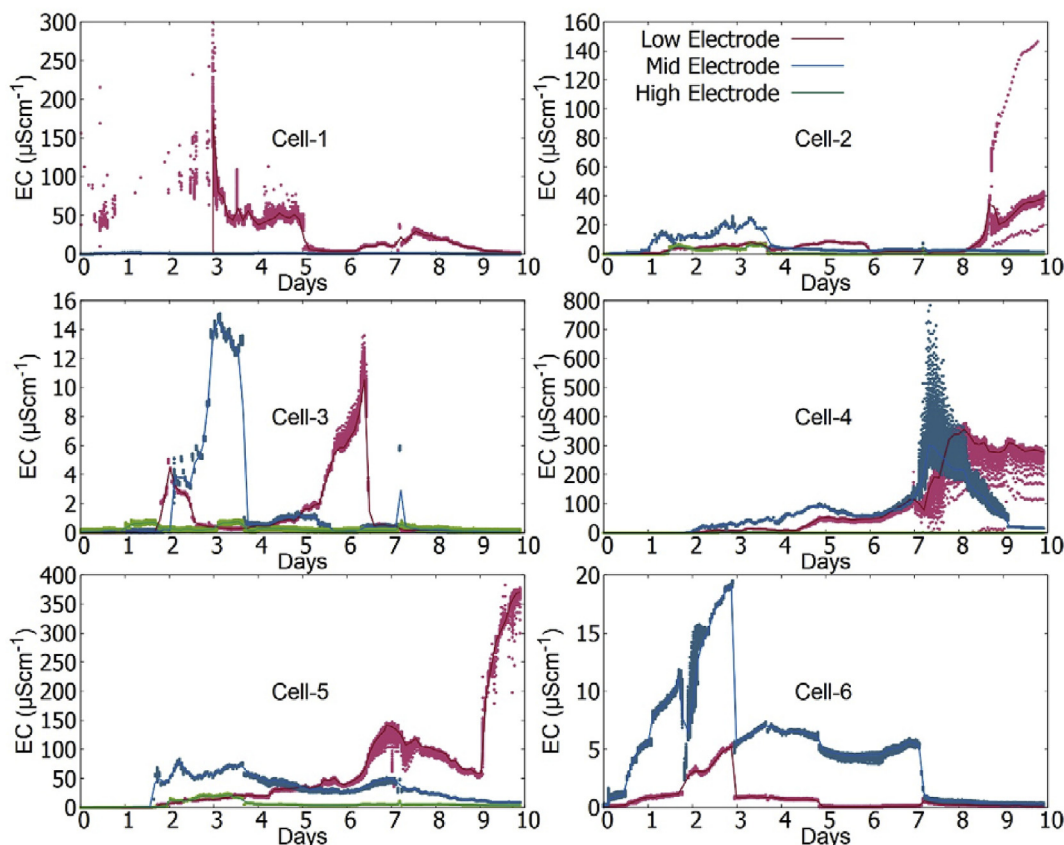 300
250
200
150
100
50
0
EC (µScm⁻¹)
Cell-1
0 1 2 3 4 5 6 7 8 9 10
Days
160
140
120
100
80
60
40
20
0
EC (µScm⁻¹)
Low Electrode
Mid Electrode
High Electrode
Cell-2
0 1 2 3 4 5 6 7 8 9 10
Days
16
14
12
10
8
6
4
2
0
EC (µScm⁻¹)
Cell-3
0 1 2 3 4 5 6 7 8 9 10
Days
800
700
600
500
400
300
200
100
0
EC (µScm⁻¹)
Cell-4
0 1 2 3 4 5 6 7 8 9 10
Days
400
350
300
250
200
150
100
50
0
EC (µScm⁻¹)
Cell-5
0 1 2 3 4 5 6 7 8 9 10
Days
20
15
10
5
0
EC (µScm⁻¹)
Cell-6
0 1 2 3 4 5 6 7 8 9 10
Days